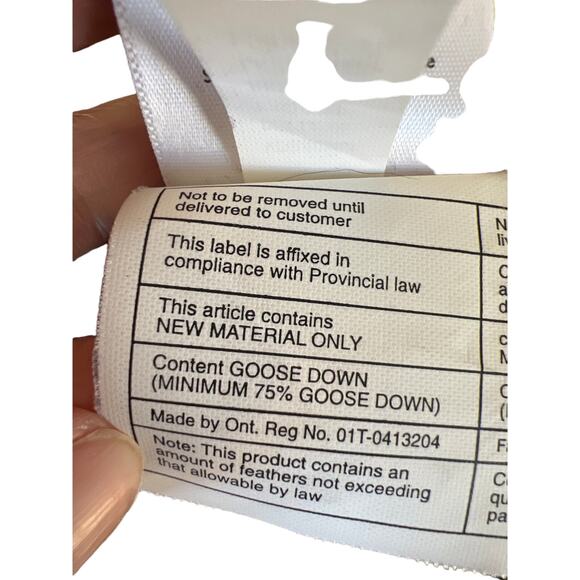 Not to be removed until
delivered to customer
This label is affixed in
compliance with Provincial law
This article contains
NEW MATERIAL ONLY
Content GOOSE DOWN
(MINIMUM 75% GOOSE DOWN)
Made by Ont. Reg No. 01T-0413204
Note: This product contains an
amount of feathers not exceeding
that allowable by law